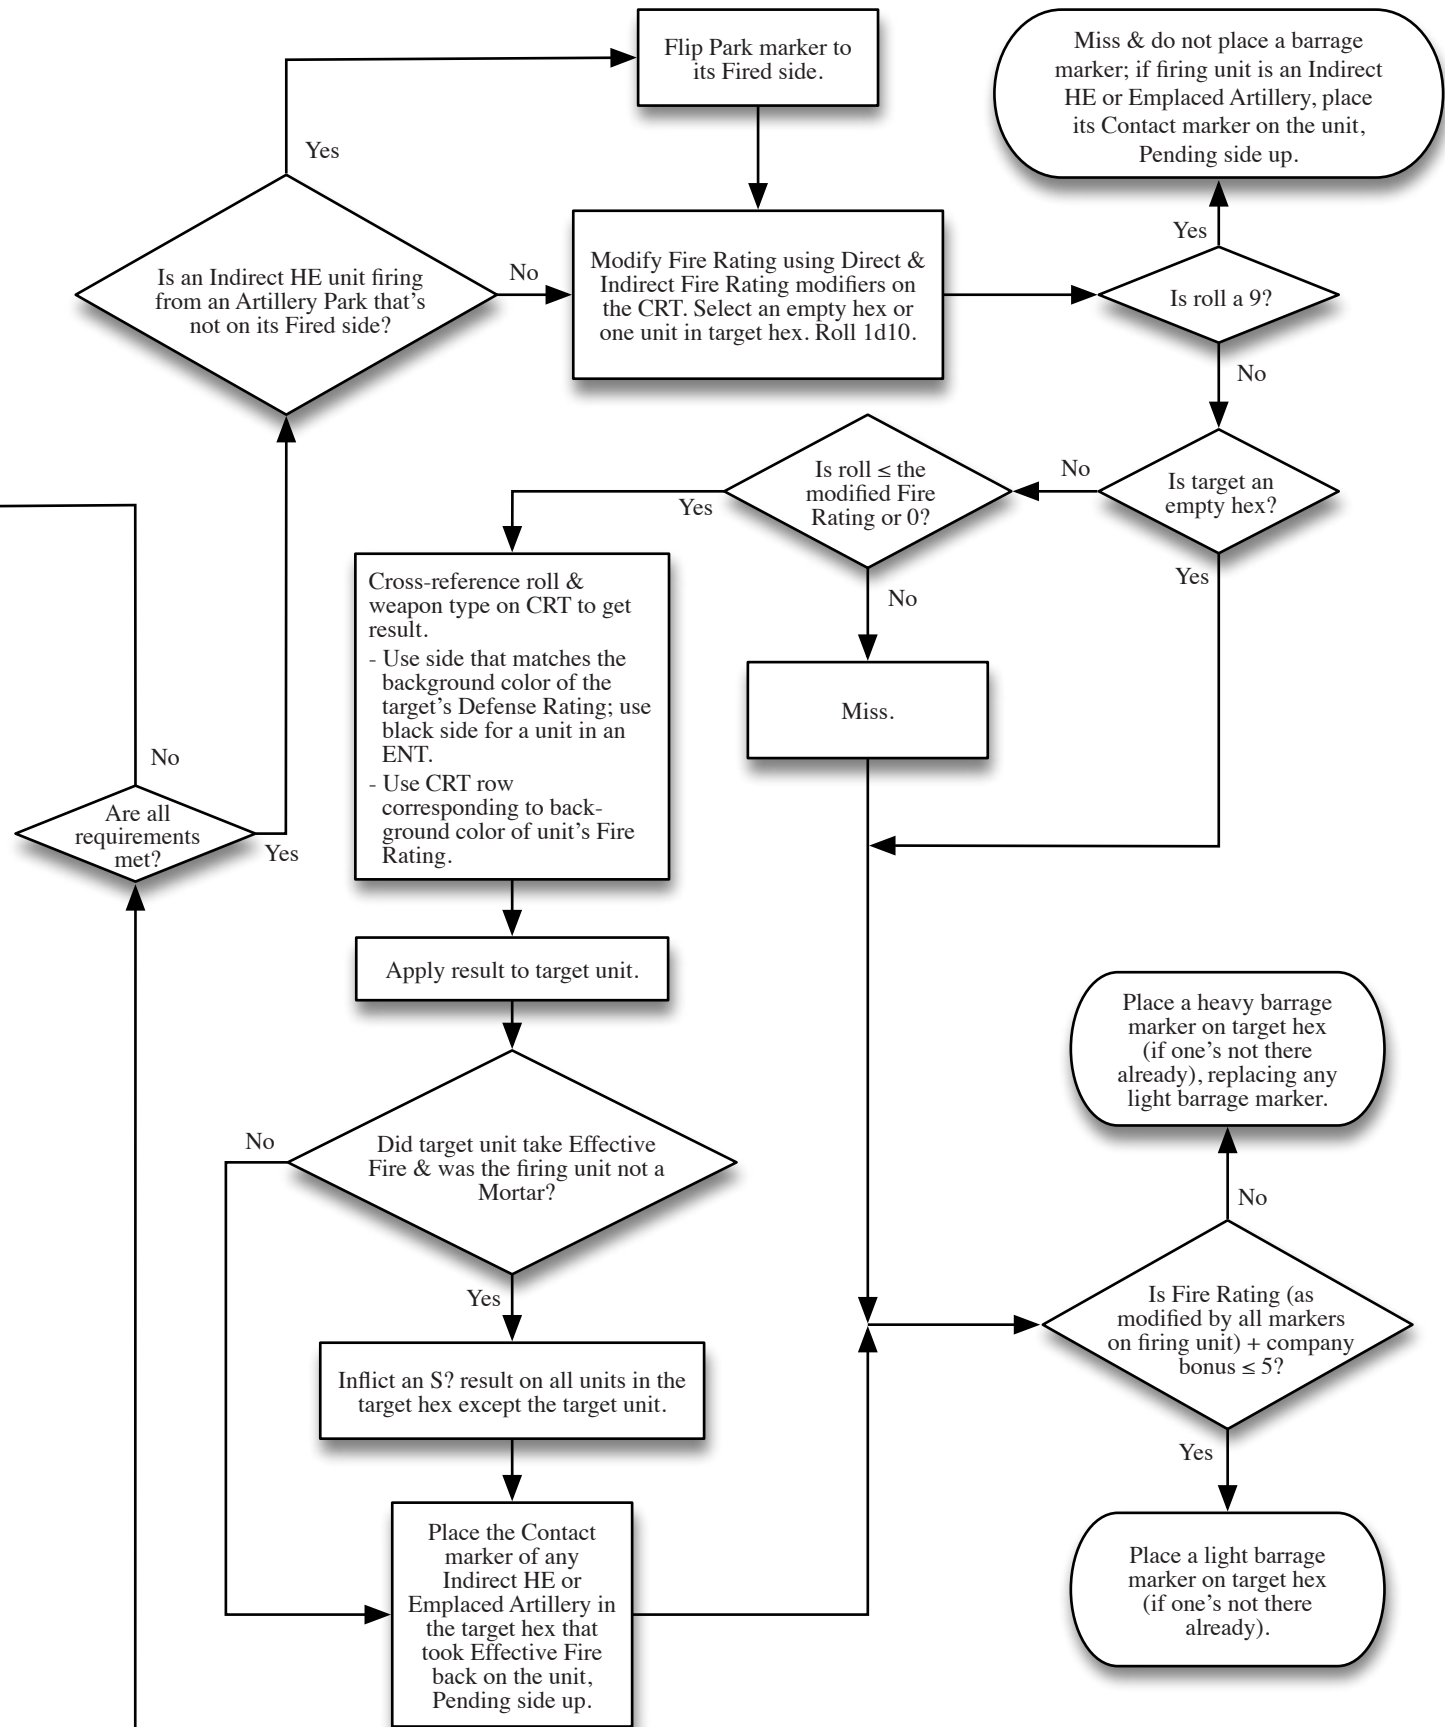 Flip Park marker to
its Fired side.
Miss & do not place a barrage
marker; if firing unit is an Indirect
HE or Emplaced Artillery, place
its Contact marker on the unit,
Pending side up.
Yes
Yes
Is an Indirect HE unit firing
from an Artillery Park that's
not on its Fired side?
No
Modify Fire Rating using Direct &
Indirect Fire Rating modifiers on
the CRT. Select an empty hex or
one unit in target hex. Roll 1d10.
Is roll a 9?
No
Is roll ≤ the
modified Fire
Rating or 0?
No
Is target an
empty hex?
Yes
Yes
No
Cross-reference roll &
weapon type on CRT to get
result.
- Use side that matches the
background color of the
target's Defense Rating; use
black side for a unit in an
ENT.
- Use CRT row
corresponding to back-
ground color of unit's Fire
Rating.
Miss.
No
Are all
requirements
met?
Yes
Apply result to target unit.
Place a heavy barrage
marker on target hex
(if one's not there
already), replacing any
light barrage marker.
No
Did target unit take Effective
Fire & was the firing unit not a
Mortar?
No
Yes
Is Fire Rating (as
modified by all markers
on firing unit) + company
bonus ≤ 5?
Inflict an S? result on all units in the
target hex except the target unit.
Yes
Place the Contact
marker of any
Indirect HE or
Emplaced Artillery in
the target hex that
took Effective Fire
back on the unit,
Pending side up.
Place a light barrage
marker on target hex
(if one's not there
already).